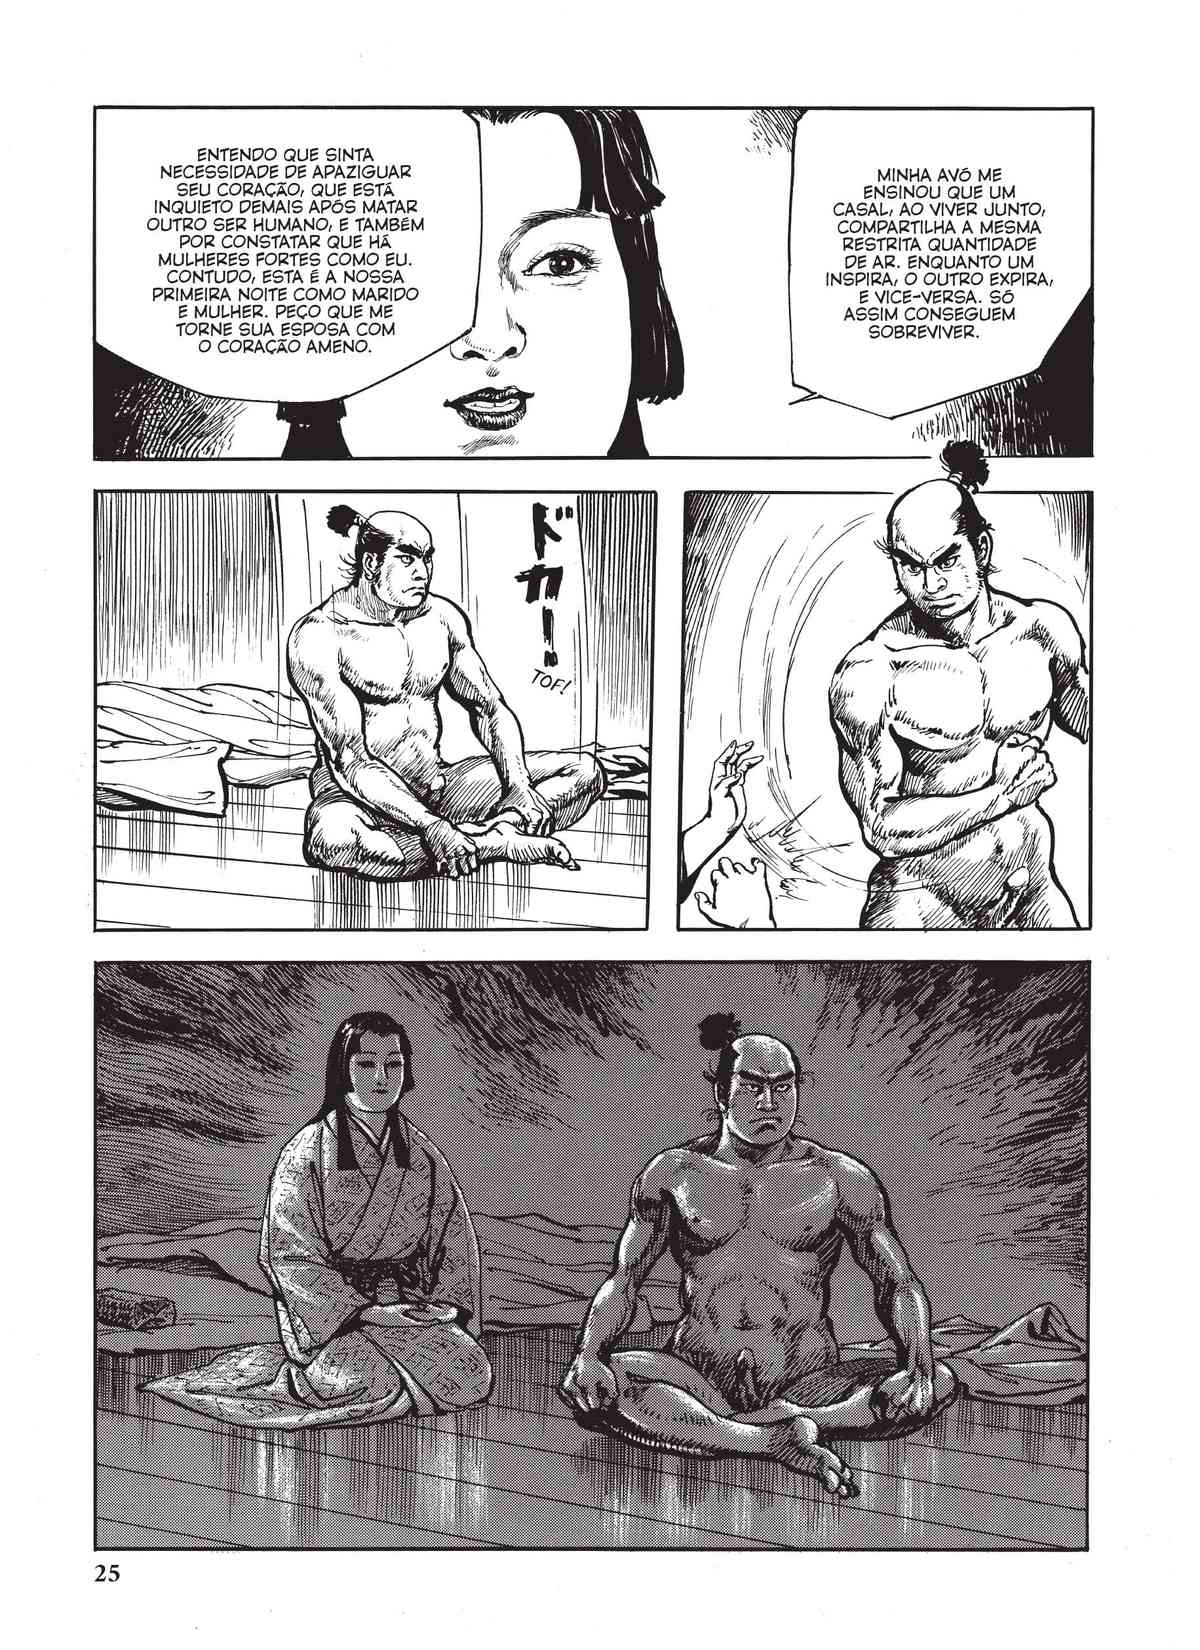 MINHA AVÓ ME
ENSINOU QUE UM
CASAL, AO VIVER JUNTO,
COMPARTILHA A MESMA
RESTRITA QUANTIDADE
DE AR. ENQUANTO UM
INSPIRA, O OUTRO EXPIRA,
E VICE-VERSA. SÓ
ASSIM CONSEGUEM
SOBREVIVER.
ENTENDO QUE SINTA
NECESSIDADE DE APAZIGUAR
SEU CORAÇÃO, QUE ESTÁ
INQUIETO DEMAIS APÓS MATAR
OUTRO SER HUMANO, E TAMBÉM
POR CONSTATAR QUE HÁ
MULHERES FORTES COMO EU.
CONTUDO, ESTA É A NOSSA
PRIMEIRA NOITE COMO MARIDO
E MULHER. PEÇO QUE ME
TORNE SUA ESPOSA COM
O CORAÇÃO AMENO.
ドカーッ
TOF!
25